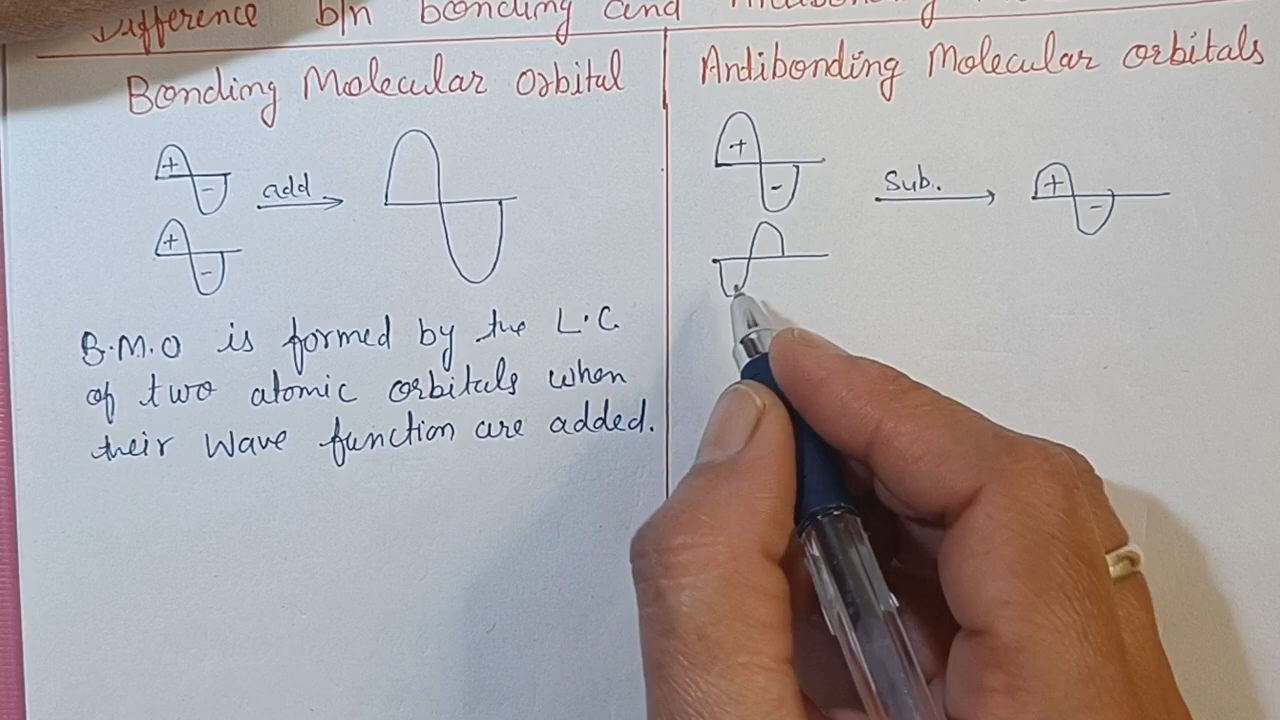 Difference b/n bonding and
Bonding Molecular Orbital
+
-
add
+
-
B.M.O is formed by the L.C.
of two atomic orbitals when
their Wave function are added.
Antibonding Molecular orbitals
+
-
Sub.
+
-